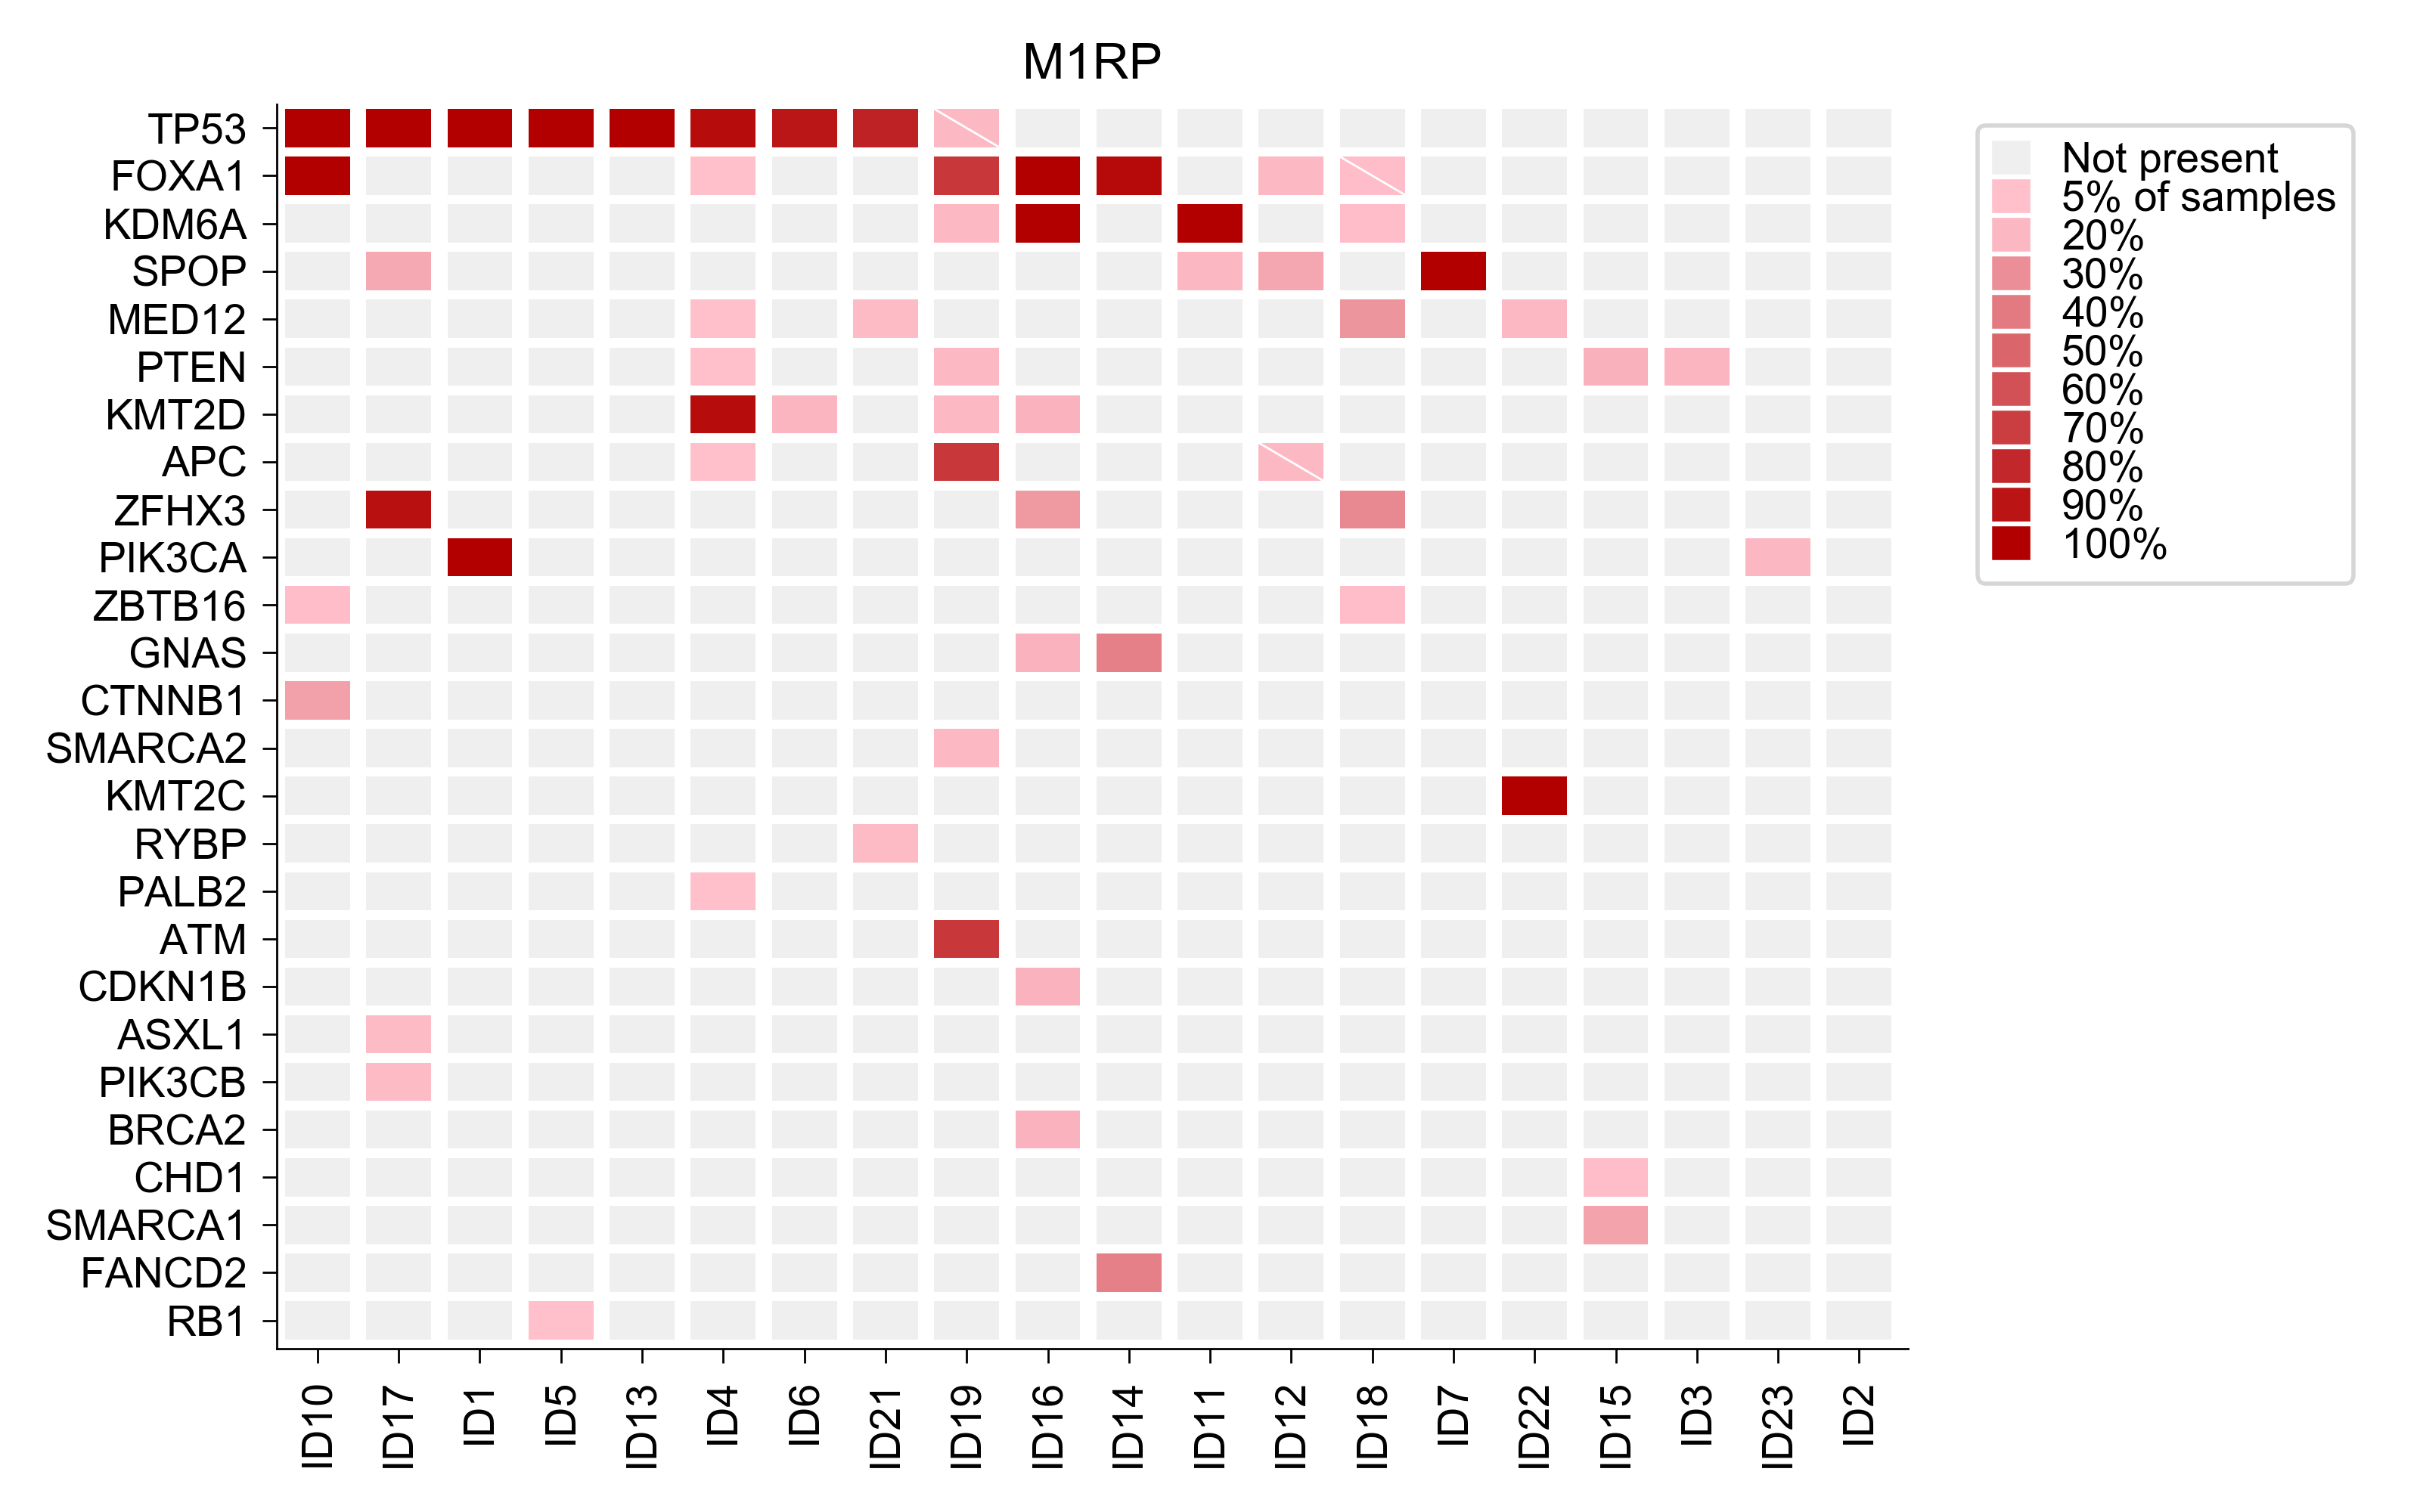 M1RP
TP53
FOXA1
KDM6A
SPOP
MED12
PTEN
KMT2D
APC
ZFHX3
PIK3CA
ZBTB16
GNAS
CTNNB1
SMARCA2
KMT2C
RYBP
PALB2
ATM
CDKN1B
ASXL1
PIK3CB
BRCA2
CHD1
SMARCA1
FANCD2
RB1
ID10
ID17
ID1
ID5
ID13
ID4
ID6
ID21
ID19
ID16
ID14
ID11
ID12
ID18
ID7
ID22
ID15
ID3
ID23
ID2
Not present
5% of samples
20%
30%
40%
50%
60%
70%
80%
90%
100%